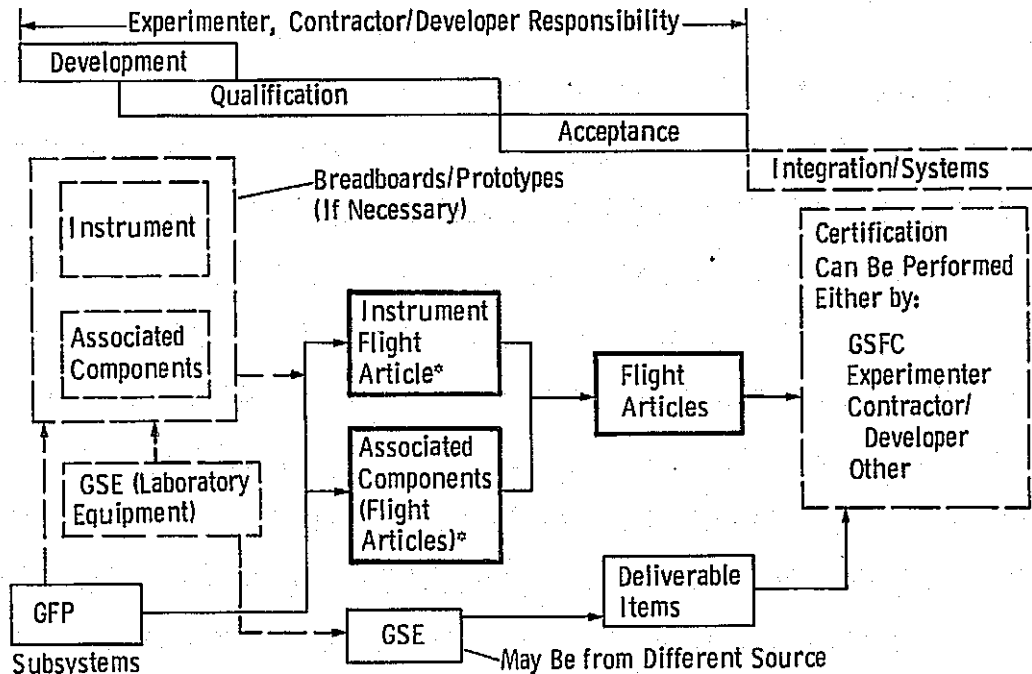 Experimenter, Contractor/Developer Responsibility
Development
Qualification
Acceptance
Integration/Systems
Breadboards/Prototypes
(If Necessary)
Instrument
Associated
Components
GSE (Laboratory
Equipment)
GFP
Subsystems
Instrument
Flight
Article*
Associated
Components
(Flight
Articles)*
Flight
Articles
GSE
May Be from Different Source
Deliverable
Items
Certification
Can Be Performed
Either by:
GSFC
Experimenter
Contractor/
Developer
Other